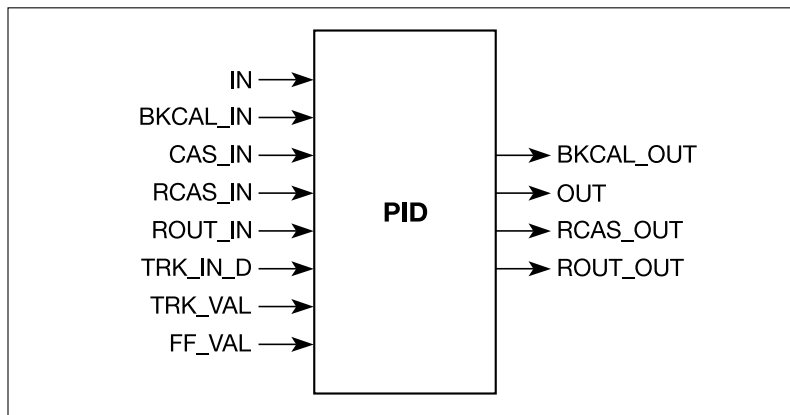 IN
BKCAL_IN
CAS_IN
RCAS_IN
ROUT_IN
TRK_IN_D
TRK_VAL
FF_VAL
PID
BKCAL_OUT
OUT
RCAS_OUT
ROUT_OUT